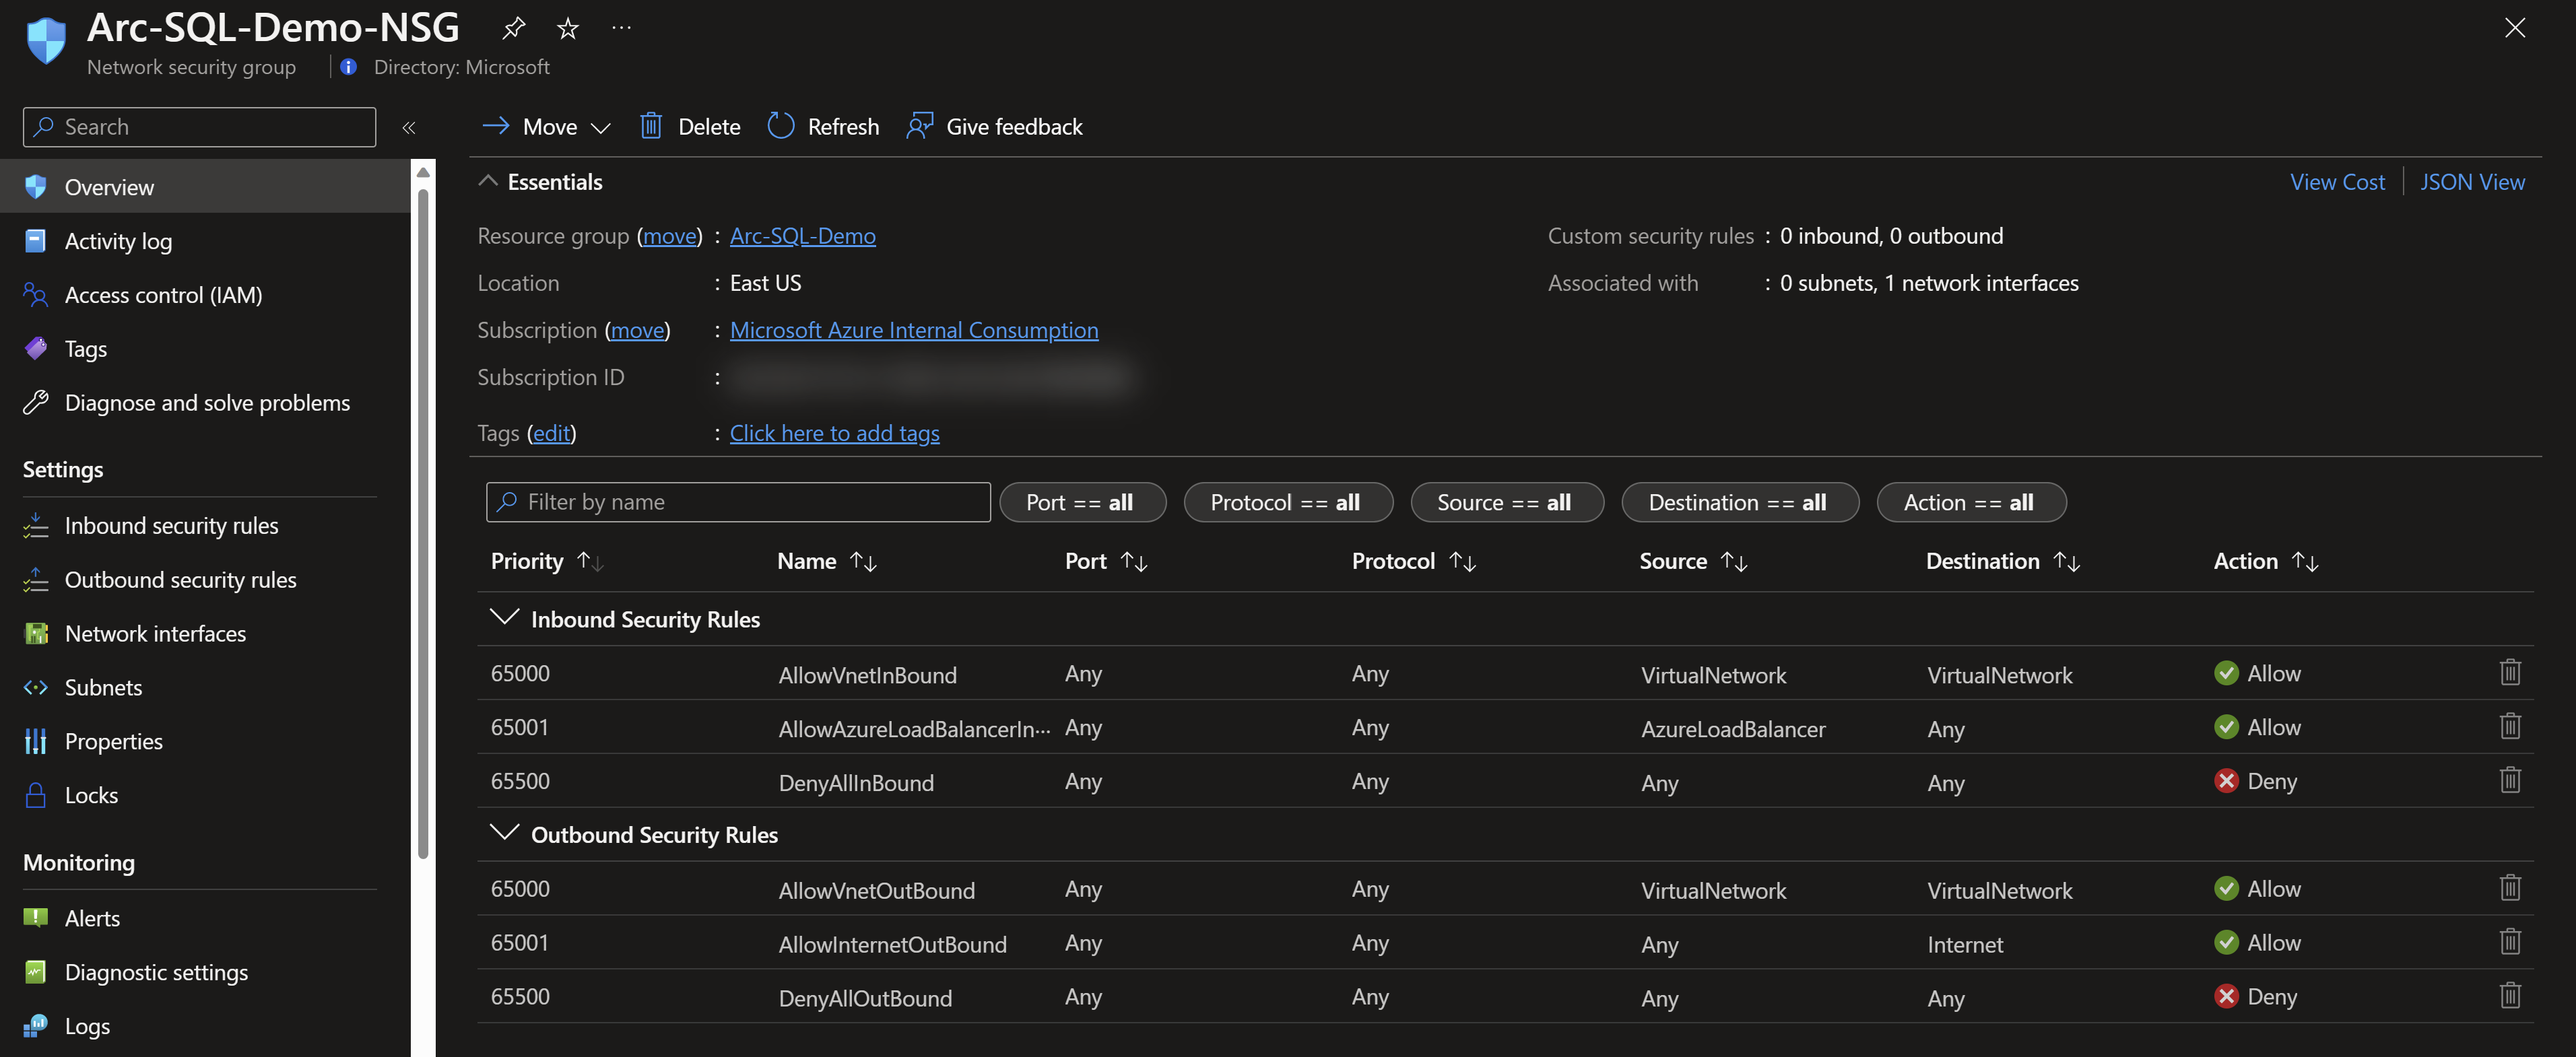 Arc-SQL-Demo-NSG
Network security group | Directory: Microsoft
Search
Move Delete Refresh Give feedback
Overview
Activity log
Access control (IAM)
Tags
Diagnose and solve problems
Settings
Inbound security rules
Outbound security rules
Network interfaces
Subnets
Properties
Locks
Monitoring
Alerts
Diagnostic settings
Logs
Essentials
View Cost | JSON View
Resource group (move) : Arc-SQL-Demo
Location : East US
Subscription (move) : Microsoft Azure Internal Consumption
Subscription ID :
Tags (edit) : Click here to add tags
Custom security rules : 0 inbound, 0 outbound
Associated with : 0 subnets, 1 network interfaces
Filter by name Port == all Protocol == all Source == all Destination == all Action == all
Priority Name Port Protocol Source Destination Action
Inbound Security Rules
65000 AllowVnetInBound Any Any VirtualNetwork VirtualNetwork Allow
65001 AllowAzureLoadBalancerIn··· Any Any AzureLoadBalancer Any Allow
65500 DenyAllInBound Any Any Any Any Deny
Outbound Security Rules
65000 AllowVnetOutBound Any Any VirtualNetwork VirtualNetwork Allow
65001 AllowInternetOutBound Any Any Any Internet Allow
65500 DenyAllOutBound Any Any Any Any Deny